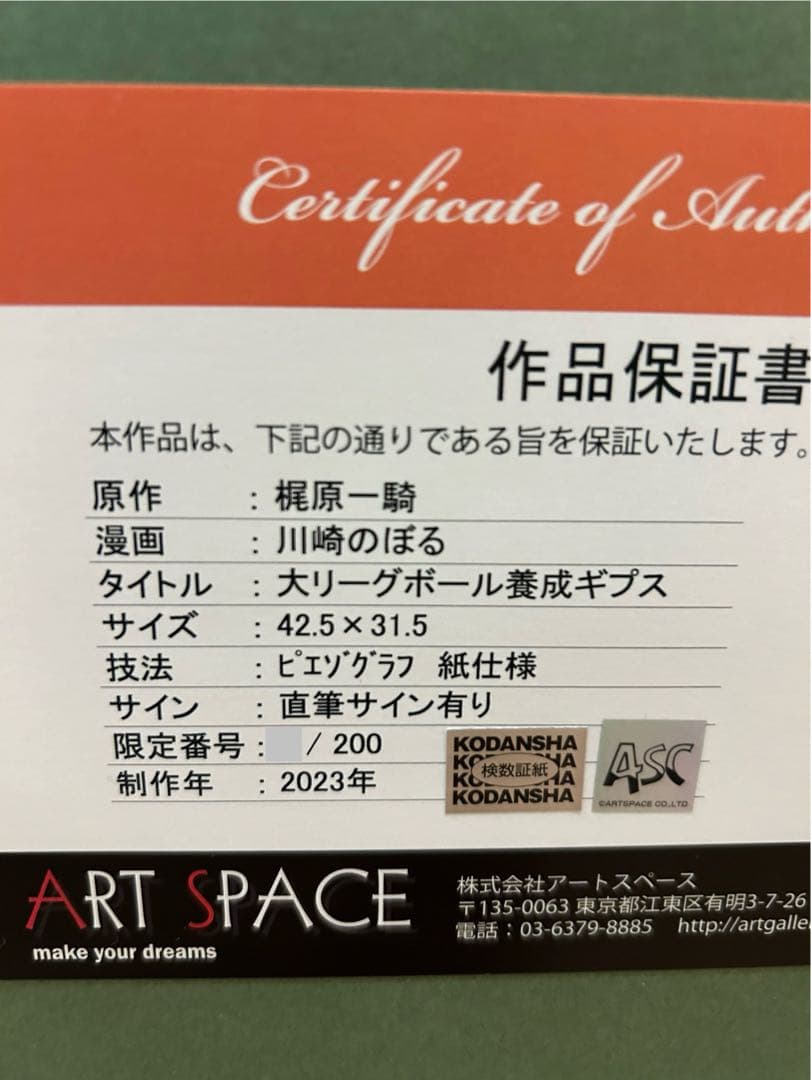 Certificate of Auth
作品保証書
本作品は、下記の通りである旨を保証いたします。
原作 : 梶原一騎
漫画 : 川崎のぼる
タイトル : 大リーグボール養成ギプス
サイズ : 42.5×31.5
技法 : ﾋﾟｴｿﾞｸﾞﾗﾌ 紙仕様
サイン : 直筆サイン有り
限定番号 : / 200
制作年 : 2023年
KODANSHA
KO HA
検数証紙
KO HA
KODANSHA
ASC
©ARTSPACE CO.,LTD.
ART SPACE
make your dreams
株式会社アートスペース
〒135-0063 東京都江東区有明3-7-26
電話：03-6379-8885 http://artgalle